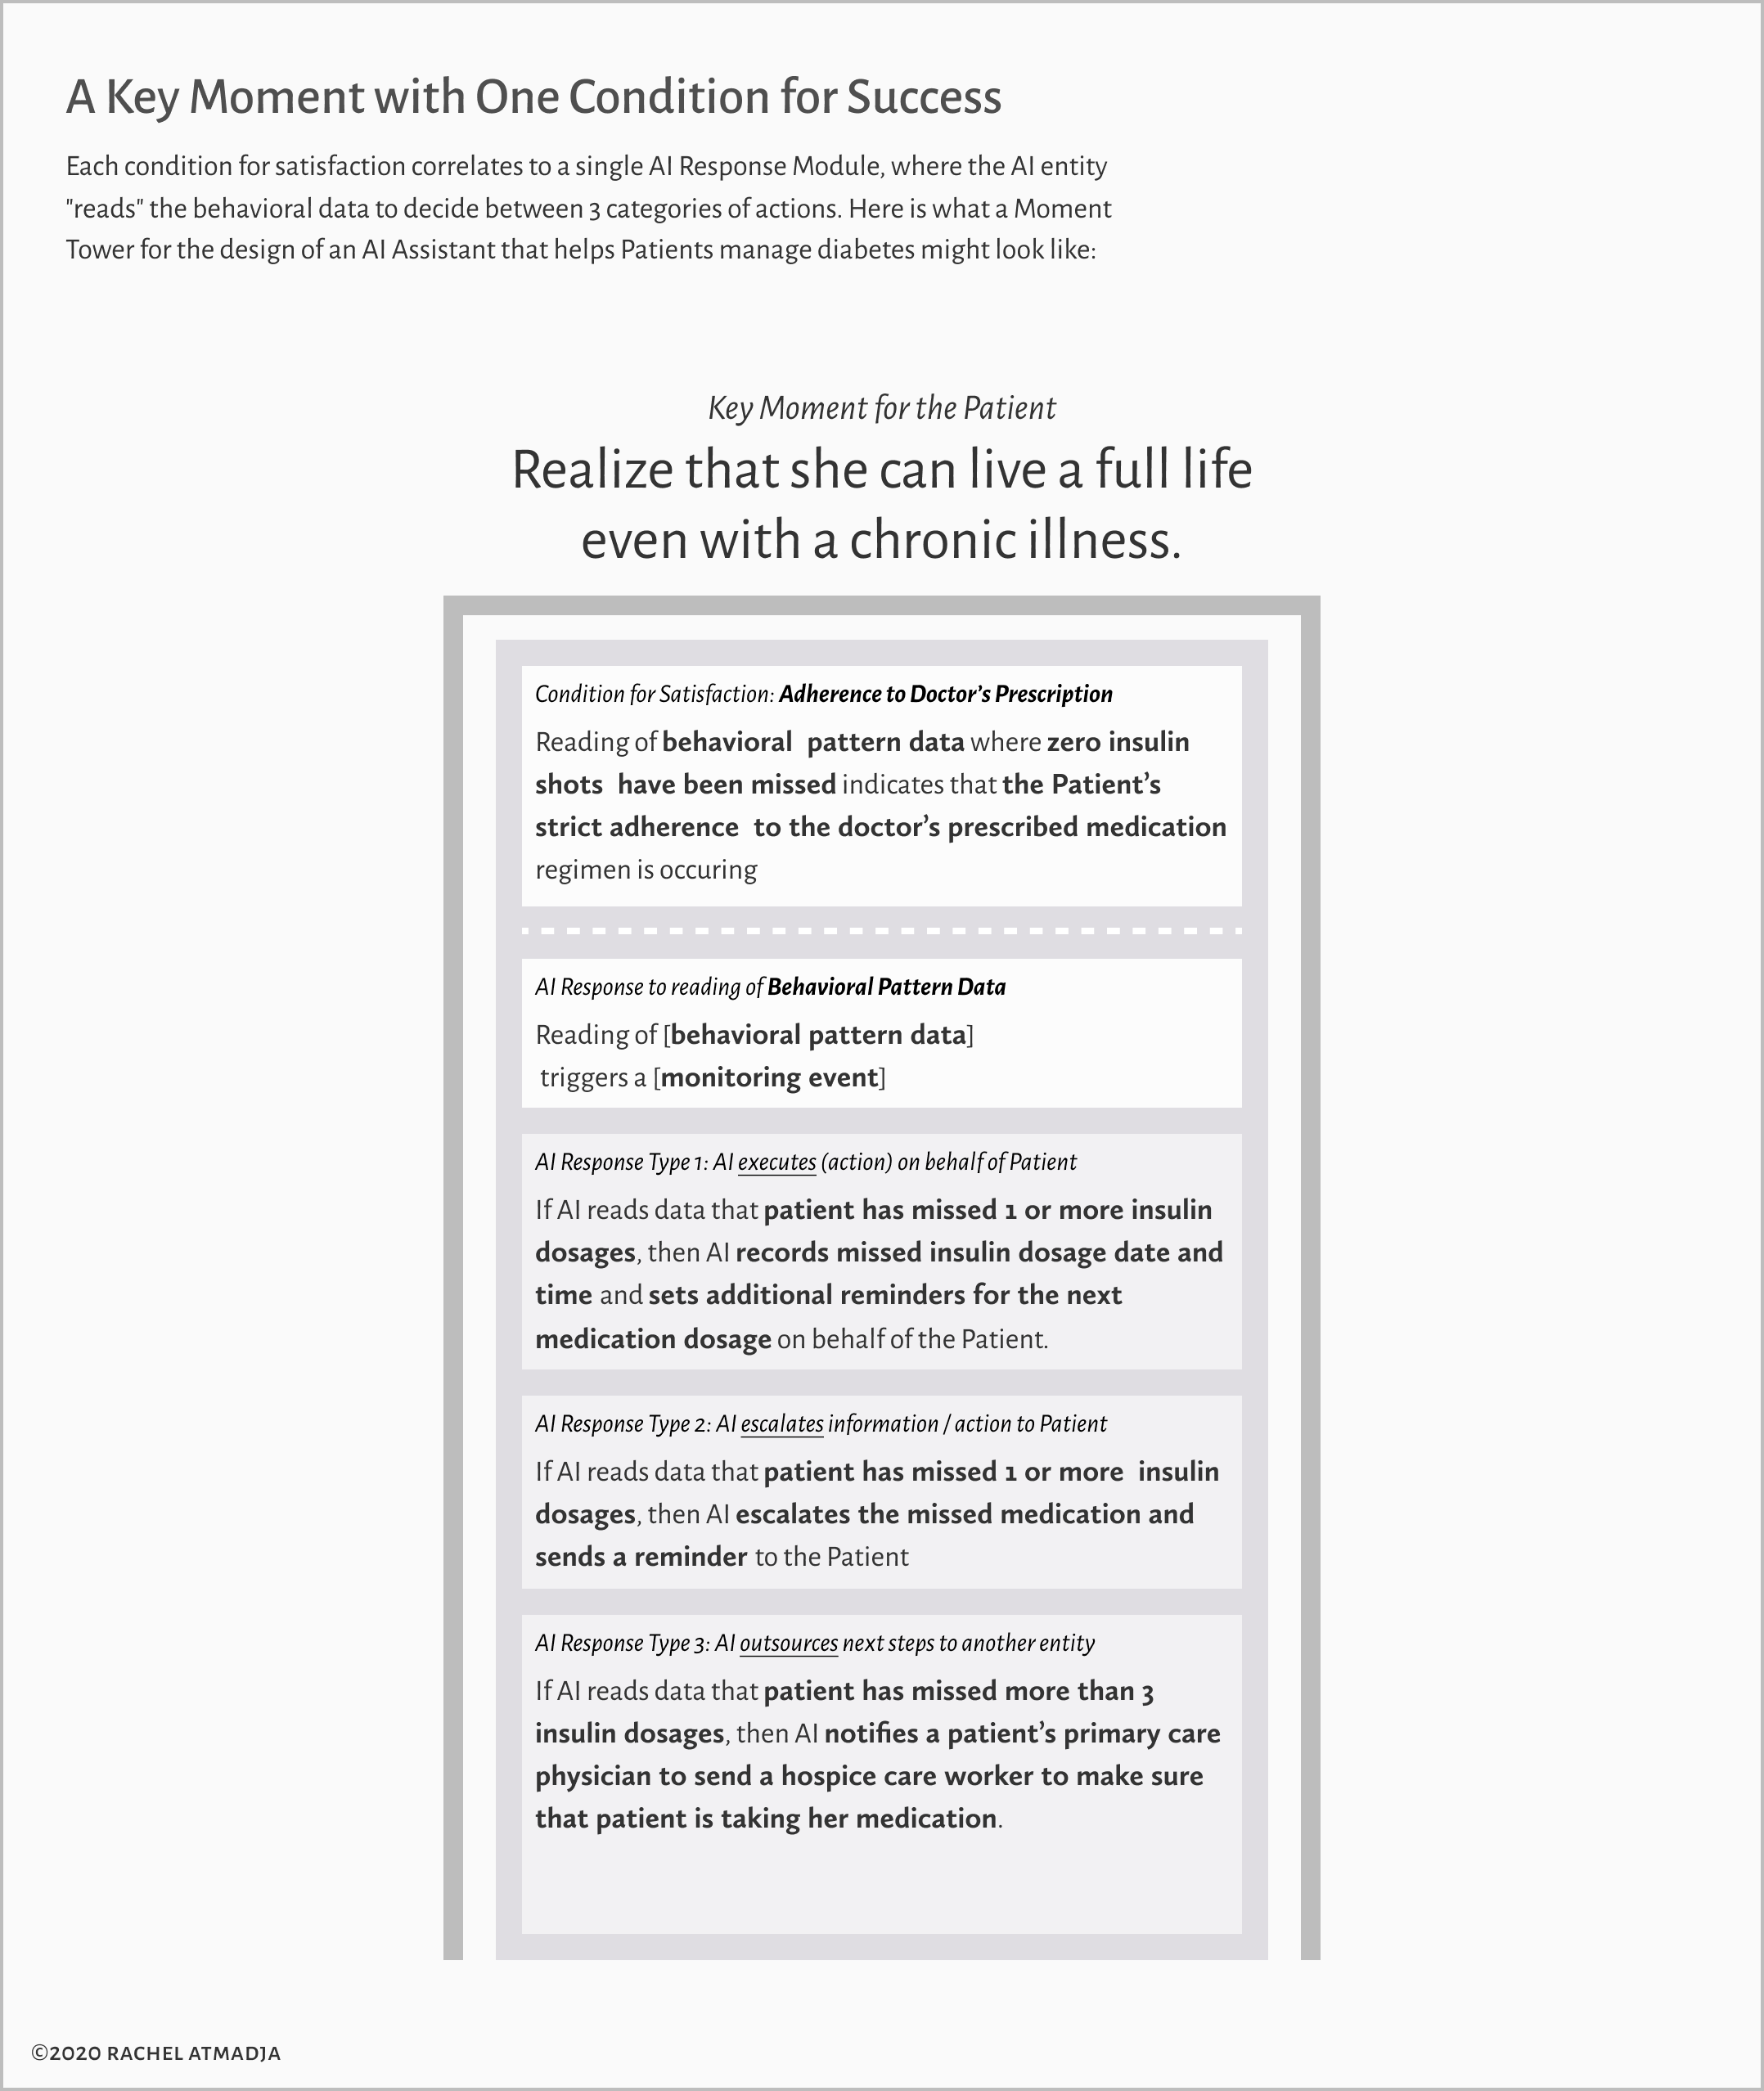 A Key Moment with One Condition for Success
Each condition for satisfaction correlates to a single AI Response Module, where the AI entity
"reads" the behavioral data to decide between 3 categories of actions. Here is what a Moment
Tower for the design of an AI Assistant that helps Patients manage diabetes might look like:
Key Moment for the Patient
Realize that she can live a full life
even with a chronic illness.
Condition for Satisfaction: Adherence to Doctor’s Prescription
Reading of behavioral pattern data where zero insulin
shots have been missed indicates that the Patient’s
strict adherence to the doctor’s prescribed medication
regimen is occuring
AI Response to reading of Behavioral Pattern Data
Reading of [behavioral pattern data]
triggers a [monitoring event]
AI Response Type 1: AI executes (action) on behalf of Patient
If AI reads data that patient has missed 1 or more insulin
dosages, then AI records missed insulin dosage date and
time and sets additional reminders for the next
medication dosage on behalf of the Patient.
AI Response Type 2: AI escalates information / action to Patient
If AI reads data that patient has missed 1 or more insulin
dosages, then AI escalates the missed medication and
sends a reminder to the Patient
AI Response Type 3: AI outsources next steps to another entity
If AI reads data that patient has missed more than 3
insulin dosages, then AI notifies a patient’s primary care
physician to send a hospice care worker to make sure
that patient is taking her medication.
©2020 RACHEL ATMADJA